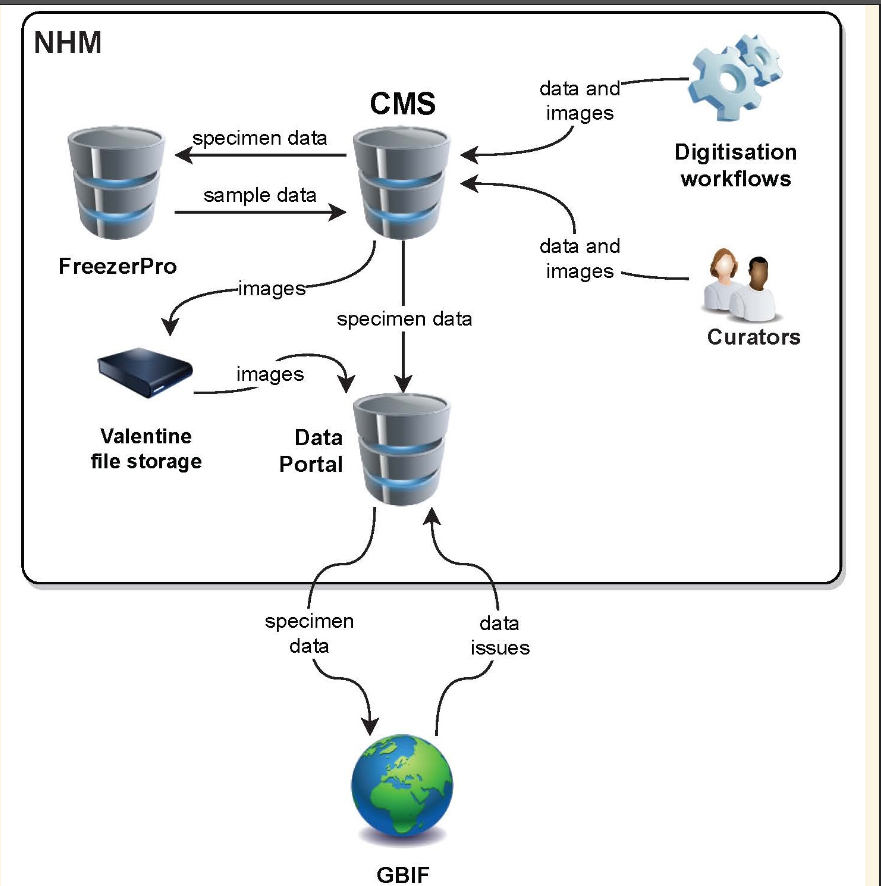 NHM
CMS
data and
images
Digitisation
workflows
specimen data
sample data
FreezerPro
data and
images
Curators
images
specimen data
images
Valentine
file storage
Data
Portal
specimen
data
data
issues
GBIF